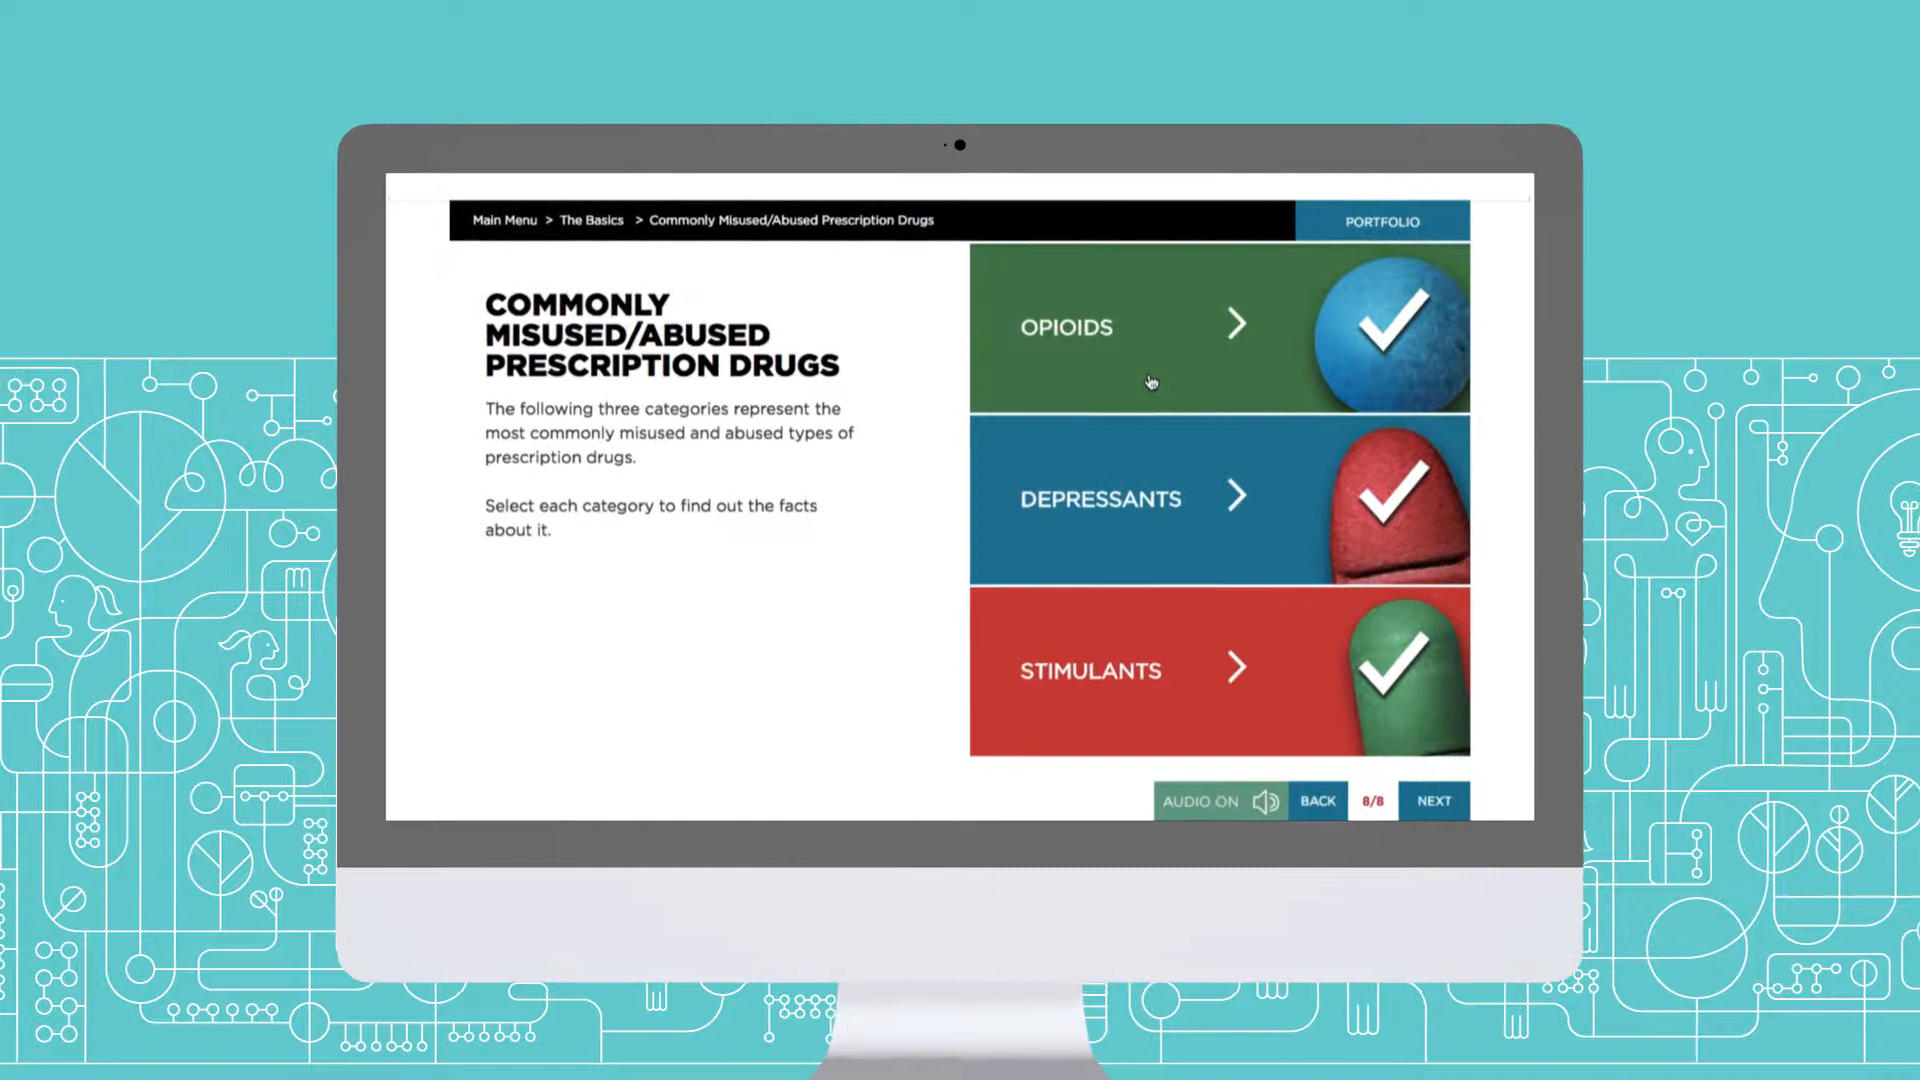 Main Menu > The Basics > Commonly Misused/Abused Prescription Drugs
PORTFOLIO
COMMONLY
MISUSED/ABUSED
PRESCRIPTION DRUGS
The following three categories represent the
most commonly misused and abused types of
prescription drugs.
Select each category to find out the facts
about it.
OPIOIDS
DEPRESSANTS
STIMULANTS
AUDIO ON
BACK
8/8
NEXT